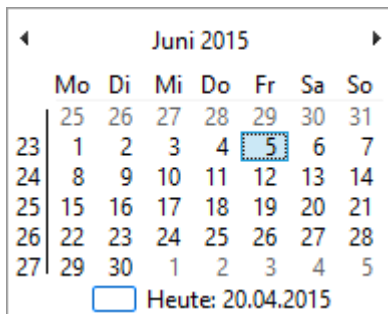 Juni 2015
Mo Di Mi Do Fr Sa So
25 26 27 28 29 30 31
23 1 2 3 4 5 6 7
24 8 9 10 11 12 13 14
25 15 16 17 18 19 20 21
26 22 23 24 25 26 27 28
27 29 30 1 2 3 4 5
Heute: 20.04.2015